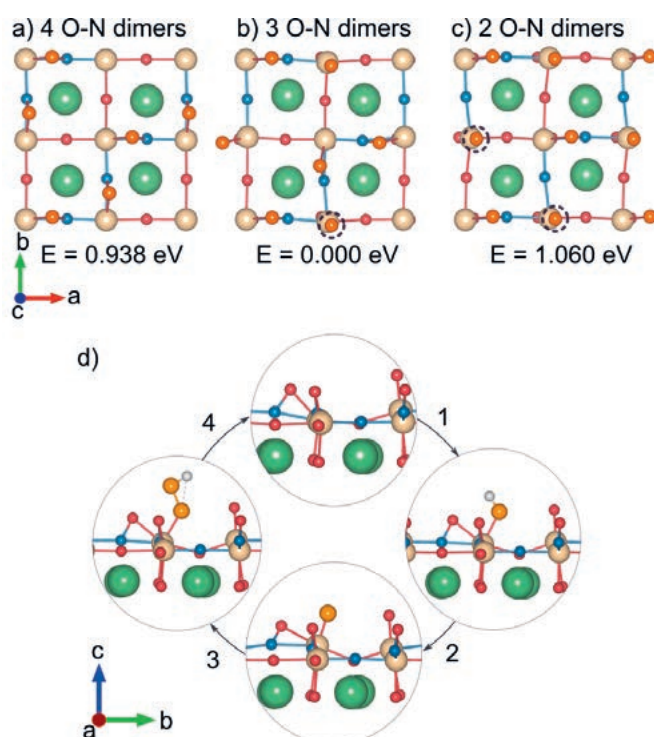 a) 4 O-N dimers b) 3 O-N dimers c) 2 O-N dimers
E = 0.938 eV E = 0.000 eV E = 1.060 eV
b
c a
d)
4 1
3 2
c
a b